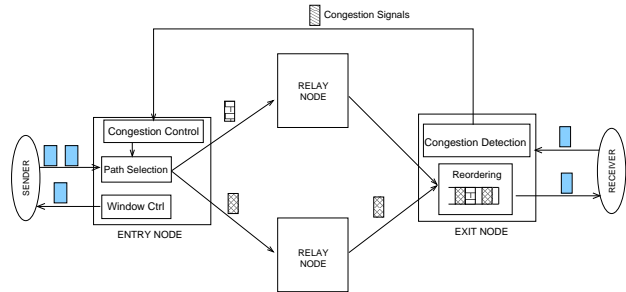 Congestion Signals
RELAY
NODE
Congestion Control
Path Selection
Window Ctrl
ENTRY NODE
SENDER
Congestion Detection
Reordering
EXIT NODE
RECEIVER
RELAY
NODE